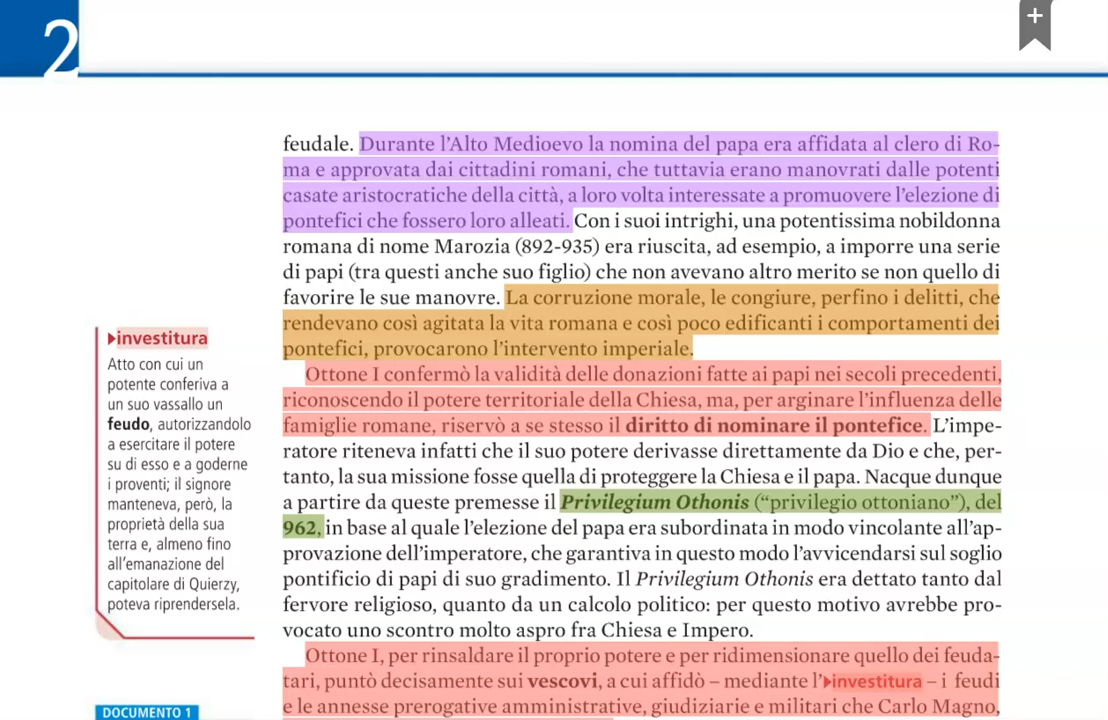 2
+
feudale. Durante l’Alto Medioevo la nomina del papa era affidata al clero di Ro-
ma e approvata dai cittadini romani, che tuttavia erano manovrati dalle potenti
casate aristocratiche della città, a loro volta interessate a promuovere l’elezione di
pontefici che fossero loro alleati. Con i suoi intrighi, una potentissima nobildonna
romana di nome Marozia (892-935) era riuscita, ad esempio, a imporre una serie
di papi (tra questi anche suo figlio) che non avevano altro merito se non quello di
favorire le sue manovre. La corruzione morale, le congiure, perfino i delitti, che
rendevano così agitata la vita romana e così poco edificanti i comportamenti dei
pontefici, provocarono l’intervento imperiale.
Ottone I confermò la validità delle donazioni fatte ai papi nei secoli precedenti,
riconoscendo il potere territoriale della Chiesa, ma, per arginare l’influenza delle
famiglie romane, riservò a se stesso il diritto di nominare il pontefice. L’impe-
ratore riteneva infatti che il suo potere derivasse direttamente da Dio e che, per-
tanto, la sua missione fosse quella di proteggere la Chiesa e il papa. Nacque dunque
a partire da queste premesse il Privilegium Othonis (“privilegio ottoniano”), del
962, in base al quale l’elezione del papa era subordinata in modo vincolante all’ap-
provazione dell’imperatore, che garantiva in questo modo l’avvicendarsi sul soglio
pontificio di papi di suo gradimento. Il Privilegium Othonis era dettato tanto dal
fervore religioso, quanto da un calcolo politico: per questo motivo avrebbe pro-
vocato uno scontro molto aspro fra Chiesa e Impero.
Ottone I, per rinsaldare il proprio potere e per ridimensionare quello dei feuda-
tari, puntò decisamente sui vescovi, a cui affidò – mediante l’▸investitura – i feudi
e le annesse prerogative amministrative, giudiziarie e militari che Carlo Magno,
▸investitura
Atto con cui un
potente conferiva a
un suo vassallo un
feudo, autorizzandolo
a esercitare il potere
su di esso e a goderne
i proventi; il signore
manteneva, però, la
proprietà della sua
terra e, almeno fino
all’emanazione del
capitolare di Quierzy,
poteva riprendersela.
DOCUMENTO 1